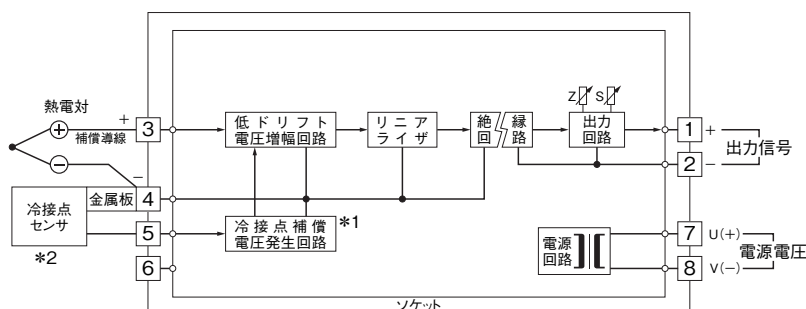 熱電対
補償導線
+
−
3
4
5
6
冷接点
センサ
金属板
*2
低ドリフト
電圧増幅回路
リニア
ライザ
絶縁
回路
Z
S
出力
回路
冷接点補償
電圧発生回路
*1
電源
回路
1
+
2
−
出力信号
7
U(+)
8
V(−)
電源電圧
ソケット